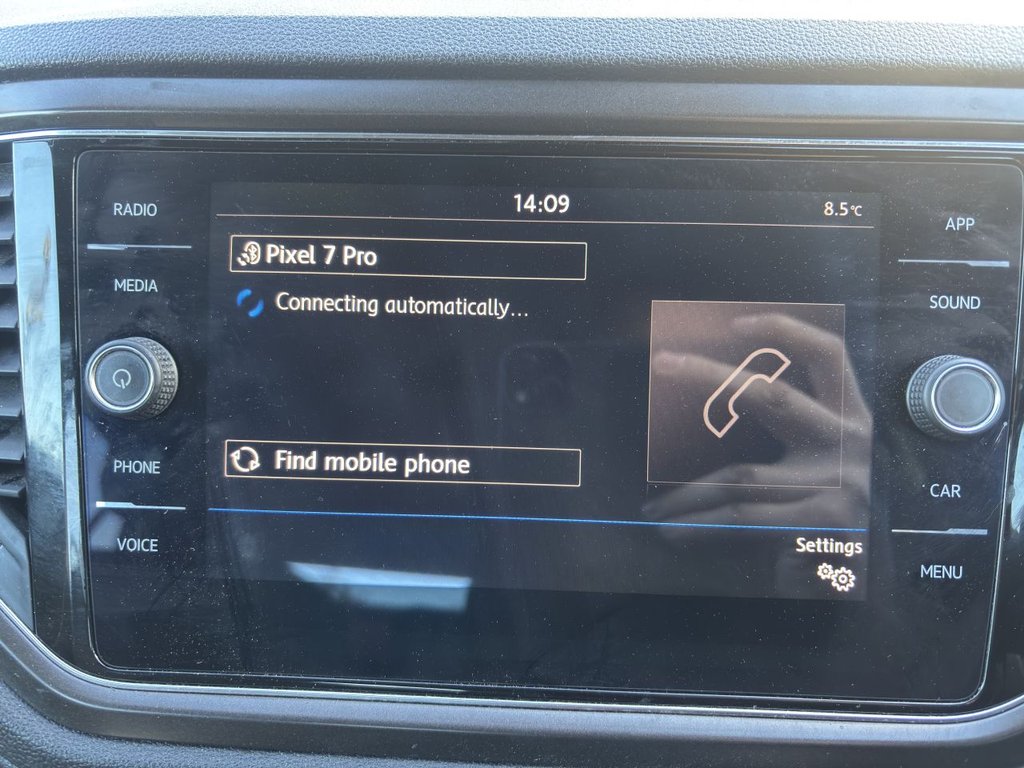 14:09
8.5°C
RADIO
MEDIA
PHONE
VOICE
Pixel 7 Pro
Connecting automatically...
Find mobile phone
Settings
APP
SOUND
CAR
MENU